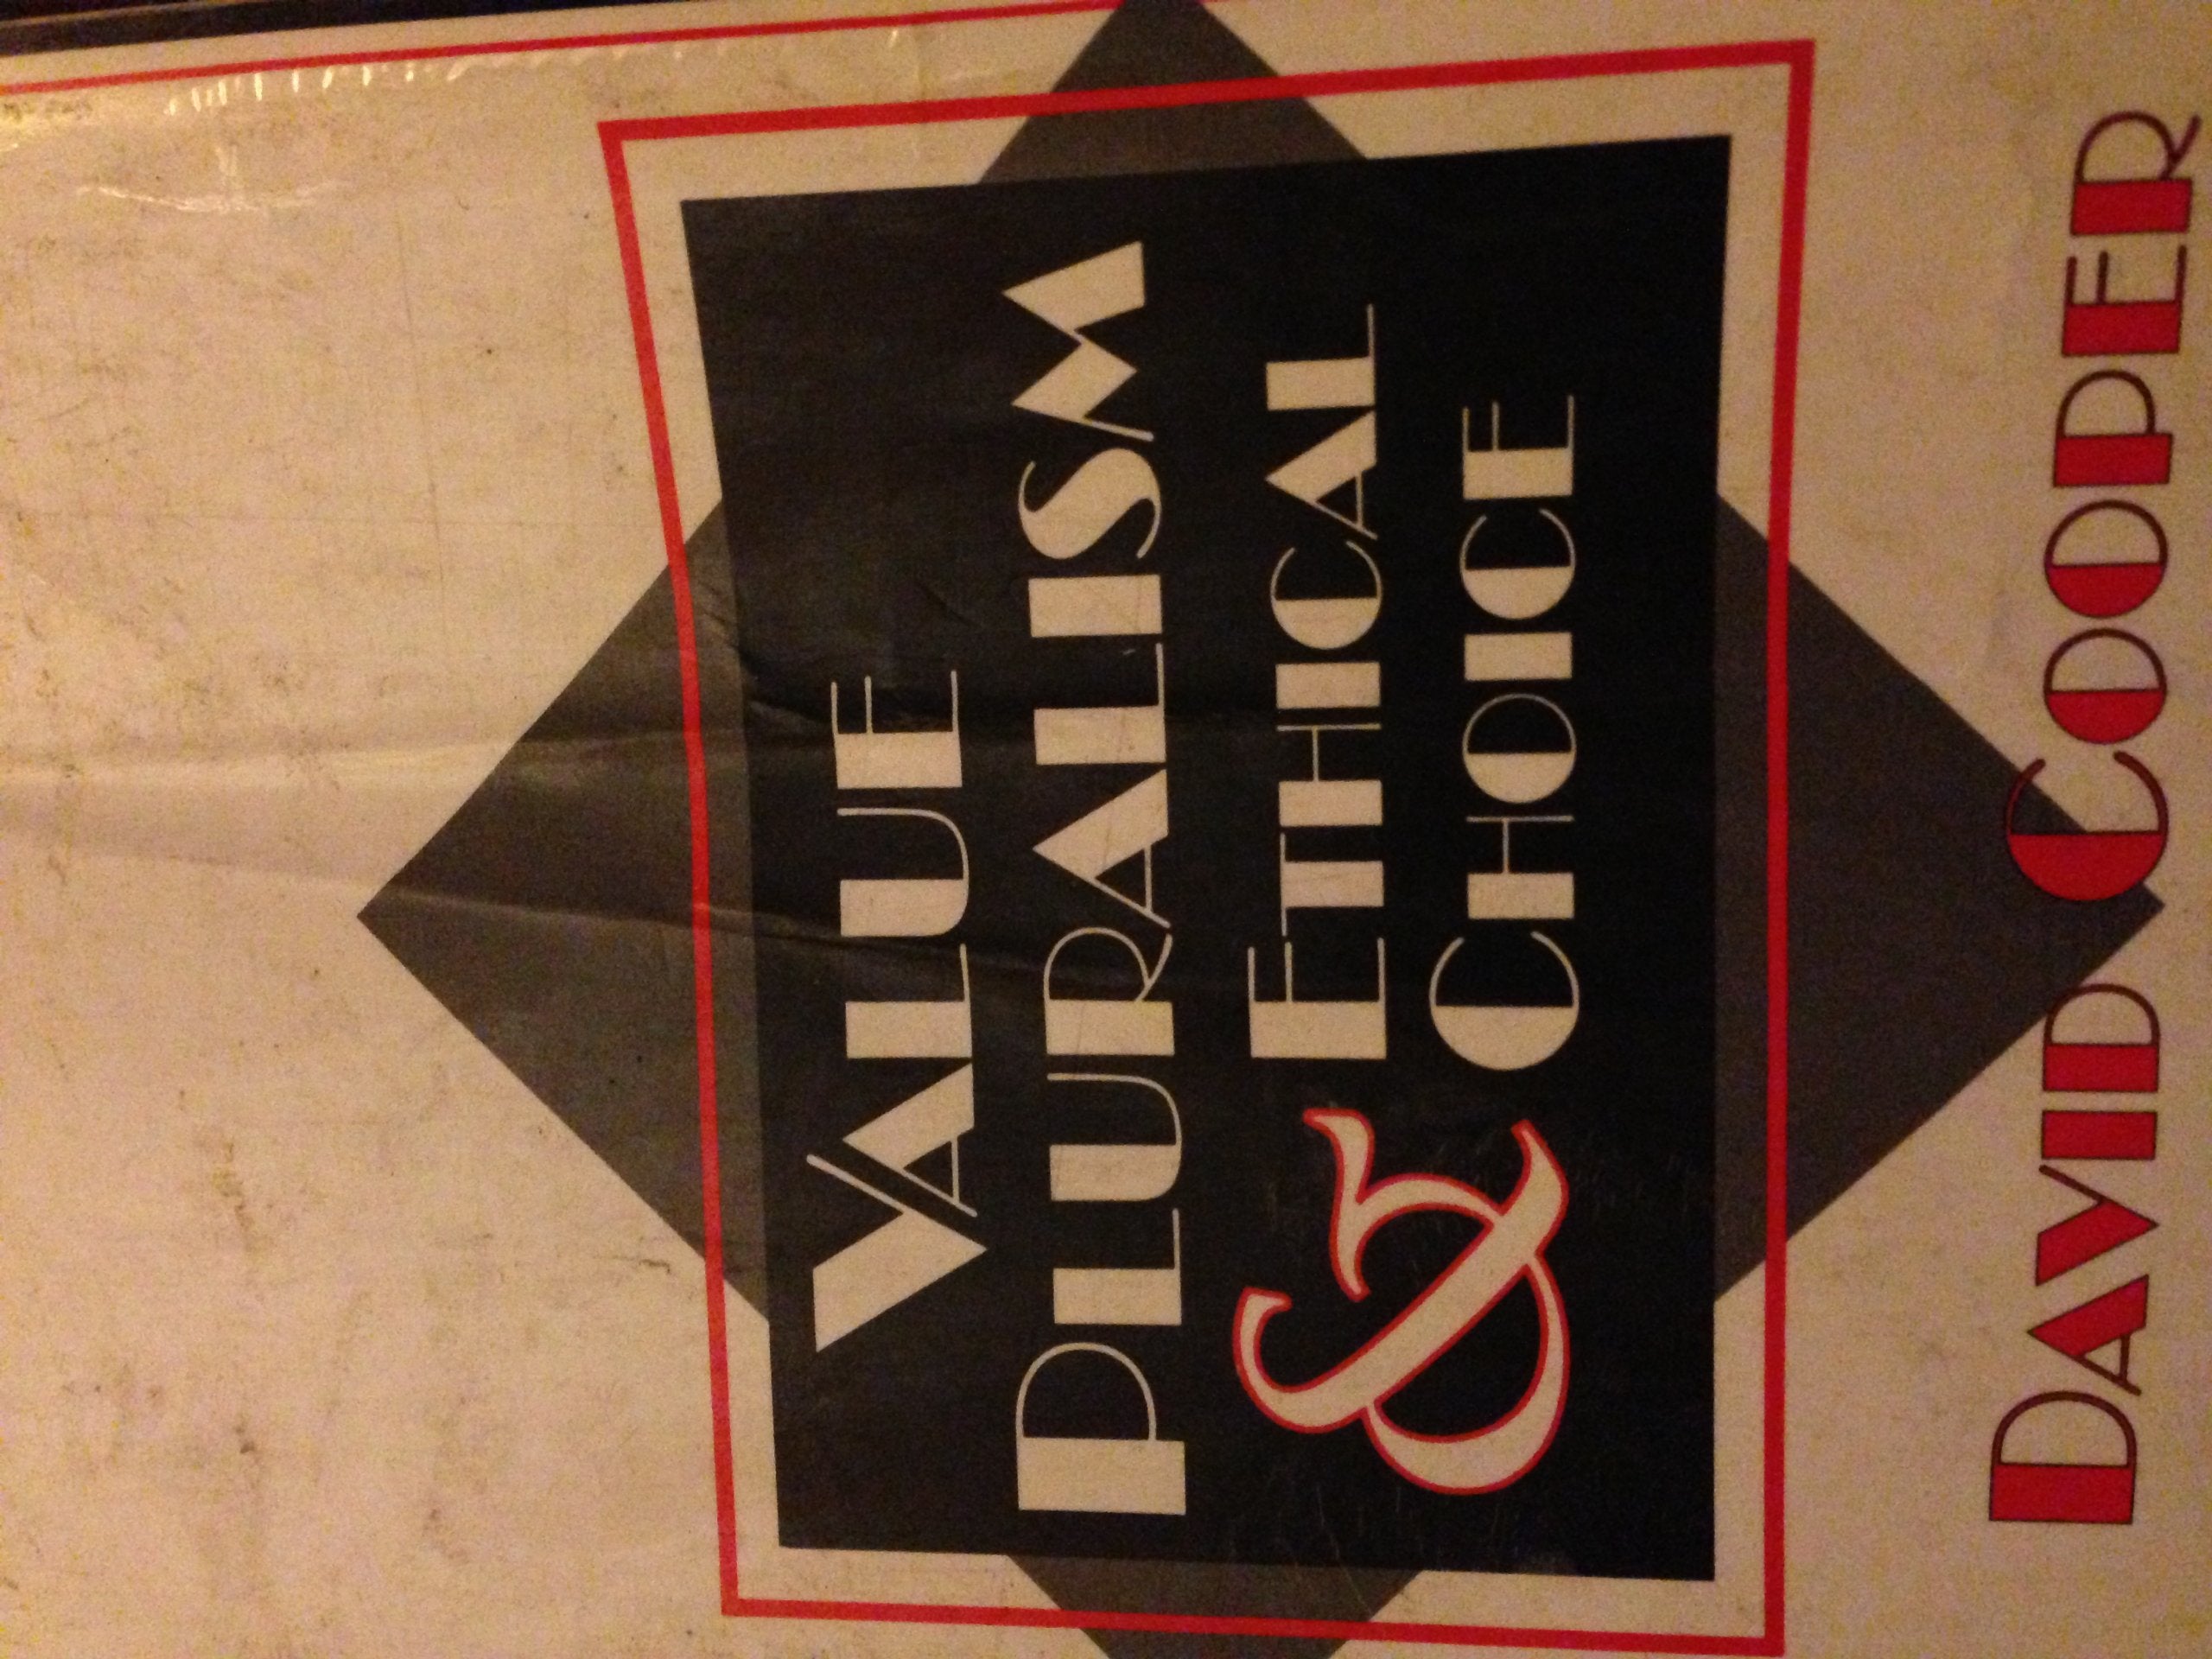 VALUE
PLURALISM
& ETHICAL
CHOICE
DAVID COOPER